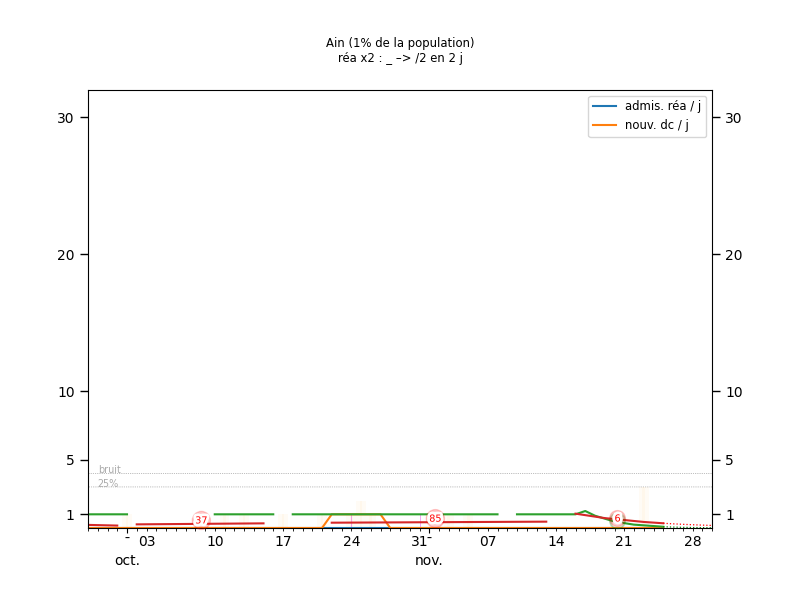 Ain (1% de la population)
réa x2 : _ –> /2 en 2 j
admis. réa / j
nouv. dc / j
30 30
20 20
10 10
5 5
bruit
25%
1 1
37 85 6
- 03 10 17 24 31 - 07 14 21 28
oct. nov.